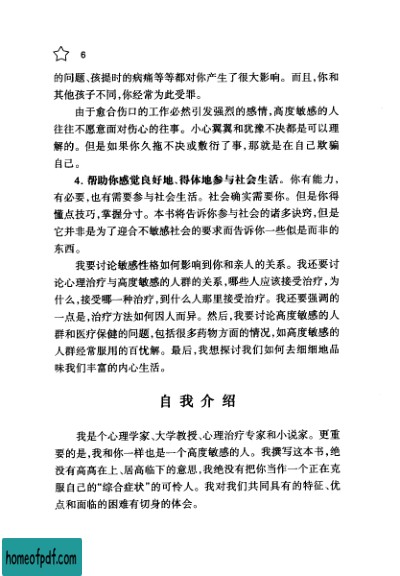 6
的问题、孩提时的病痛等等都对你产生了很大影响。而且,你和
其他孩子不同,你经常为此受罪。
由于愈合伤口的工作必然引发强烈的感情,高度敏感的人
往往不愿意面对伤心的往事。小心翼翼和犹豫不决都是可以理
解的。但是如果你久拖不决或敷衍了事,那就是在自己欺骗
自己。
4. 帮助你感觉良好地、得体地参与社会生活。你有能力,
有必要,也有需要参与社会生活。社会确实需要你。但是你得
懂点技巧,掌握分寸。本书将告诉你参与社会的诸多诀窍,但是
它并非是为了迎合不敏感社会的要求而告诉你一些似是而非的
东西。
我要讨论敏感性格如何影响到你和亲人的关系。我还要讨
论心理治疗与高度敏感的人群的关系,哪些人应该接受治疗,为
什么,接受哪一种治疗,到什么人那里接受治疗。我还要强调的
一点是,治疗方法如何因人而异。然后,我要讨论高度敏感的人
群和医疗保健的问题,包括很多药物方面的情况,如高度敏感的
人群经常服用的百忧解。最后,我想探讨我们如何去细细地品
味我们丰富的内心生活。
自我介绍
我是个心理学家、大学教授、心理治疗专家和小说家。更重
要的是,我和你一样也是一个高度敏感的人。我撰写这本书,绝
没有高高在上、居高临下的意思,我绝没有把你当作一个正在克
服自己的“综合症状”的可怜人。我对我们共同具有的特征、优
点和面临的困难有切身的体会。
homeofpdf.com